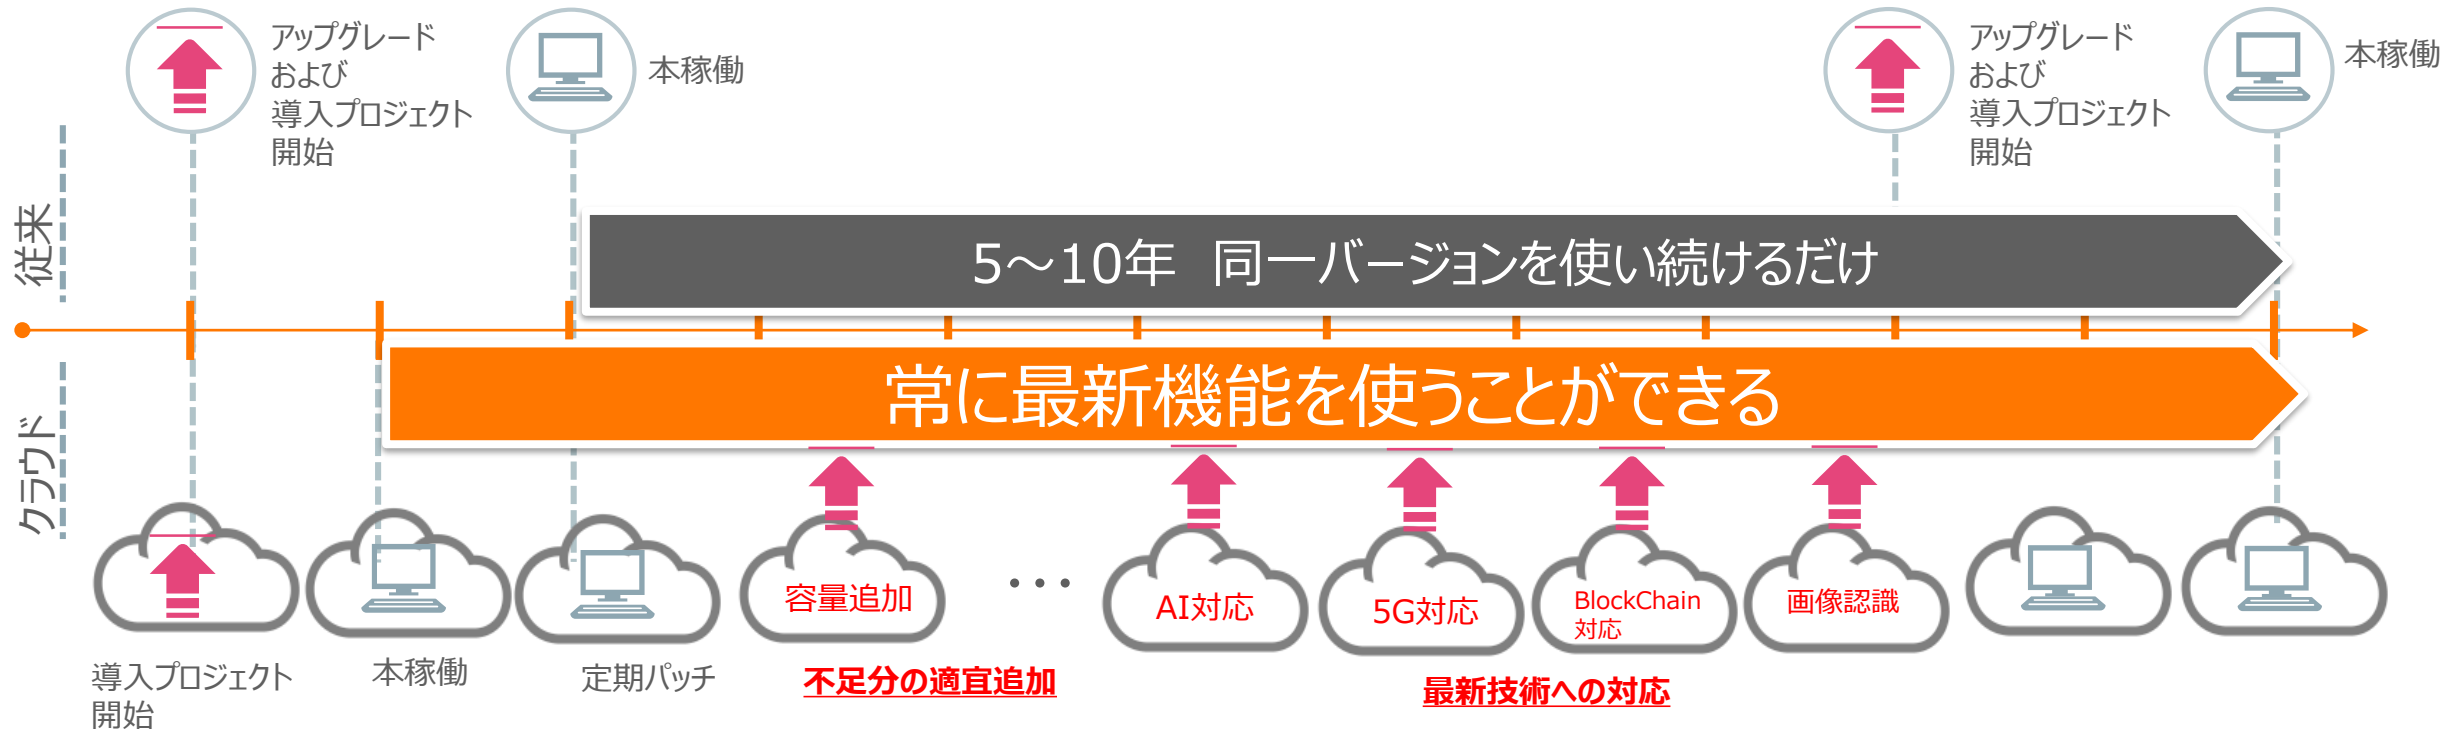 アップグレード
および
導入プロジェクト
開始
本稼働
アップグレード
および
導入プロジェクト
開始
本稼働
従来
5～10年　同一バージョンを使い続けるだけ
クラウド
常に最新機能を使うことができる
容量追加
・・・
AI対応
5G対応
BlockChain
対応
画像認識
導入プロジェクト
開始
本稼働
定期パッチ
不足分の適宜追加
最新技術への対応